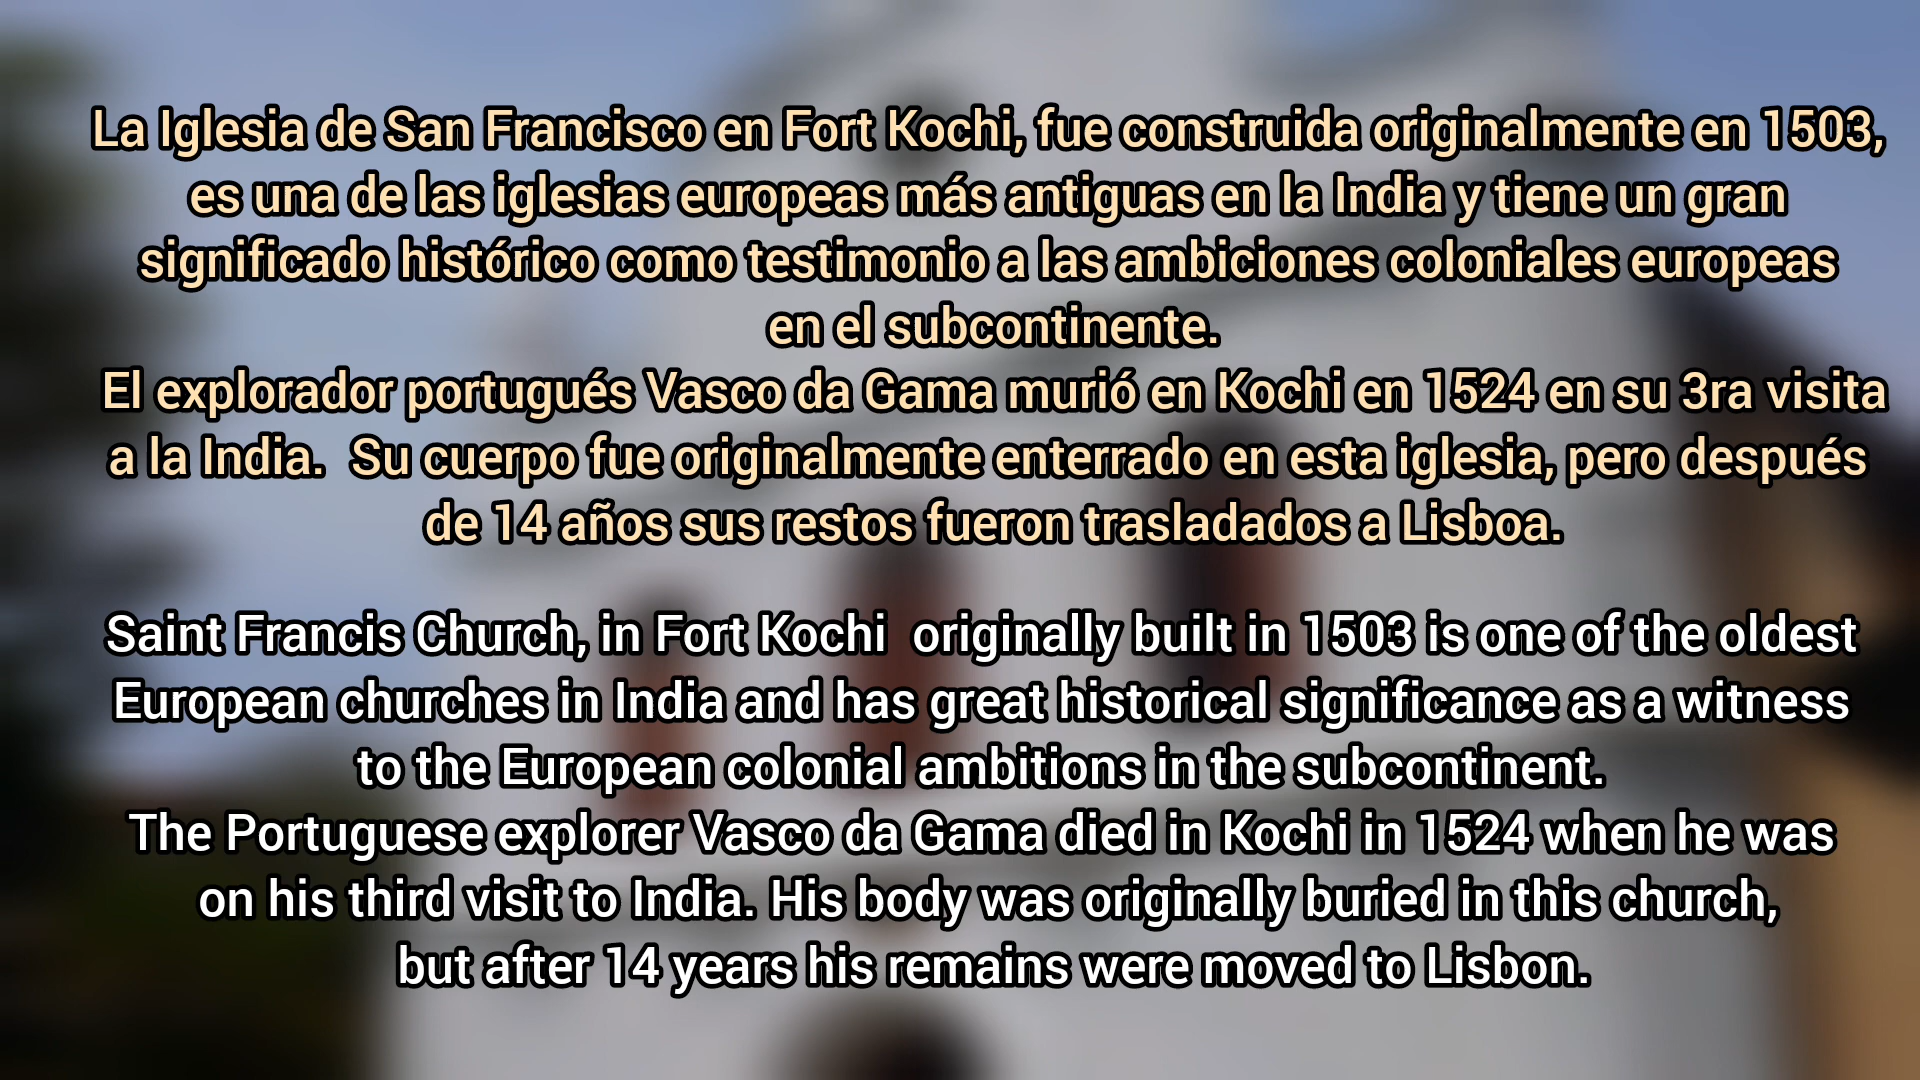 La Iglesia de San Francisco en Fort Kochi, fue construida originalmente en 1503,
es una de las iglesias europeas más antiguas en la India y tiene un gran
significado histórico como testimonio a las ambiciones coloniales europeas
en el subcontinente.
El explorador portugués Vasco da Gama murió en Kochi en 1524 en su 3ra visita
a la India.  Su cuerpo fue originalmente enterrado en esta iglesia, pero después
de 14 años sus restos fueron trasladados a Lisboa.
Saint Francis Church, in Fort Kochi  originally built in 1503 is one of the oldest
European churches in India and has great historical significance as a witness
to the European colonial ambitions in the subcontinent.
The Portuguese explorer Vasco da Gama died in Kochi in 1524 when he was
on his third visit to India. His body was originally buried in this church,
but after 14 years his remains were moved to Lisbon.